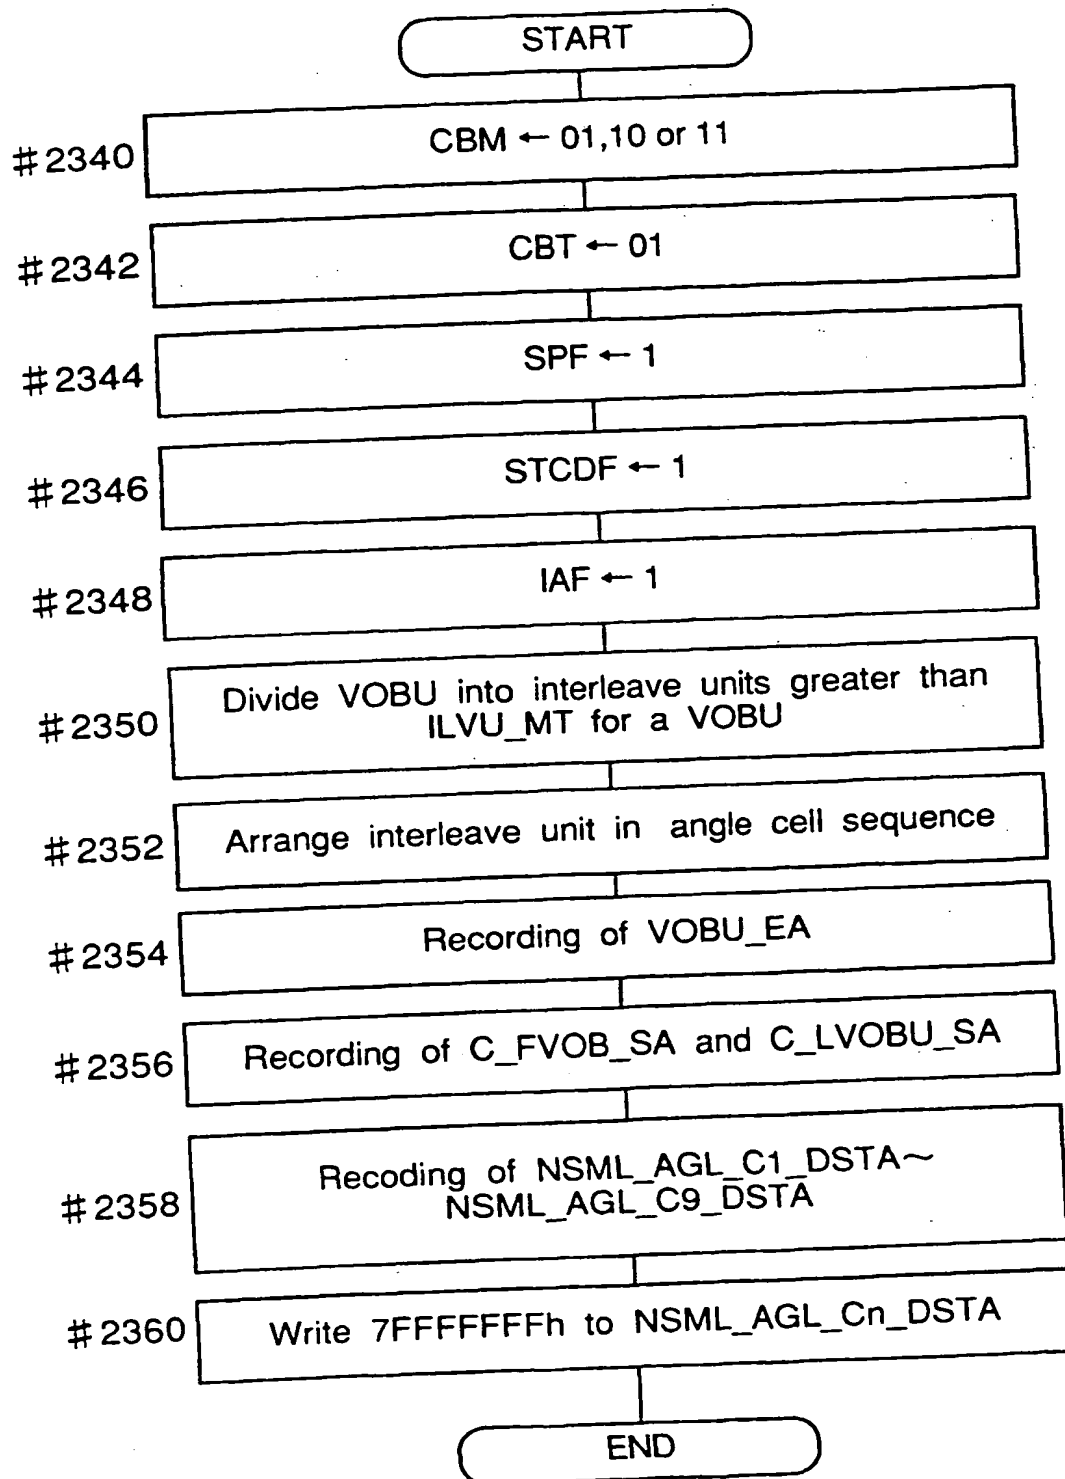 START
#2340
CBM ← 01,10 or 11
#2342
CBT ← 01
#2344
SPF ← 1
#2346
STCDF ← 1
#2348
IAF ← 1
#2350
Divide VOBU into interleave units greater than
ILVU_MT for a VOBU
#2352
Arrange interleave unit in angle cell sequence
#2354
Recording of VOBU_EA
#2356
Recording of C_FVOB_SA and C_LVOBU_SA
#2358
Recoding of NSML_AGL_C1_DSTA~
NSML_AGL_C9_DSTA
#2360
Write 7FFFFFFFh to NSML_AGL_Cn_DSTA
END